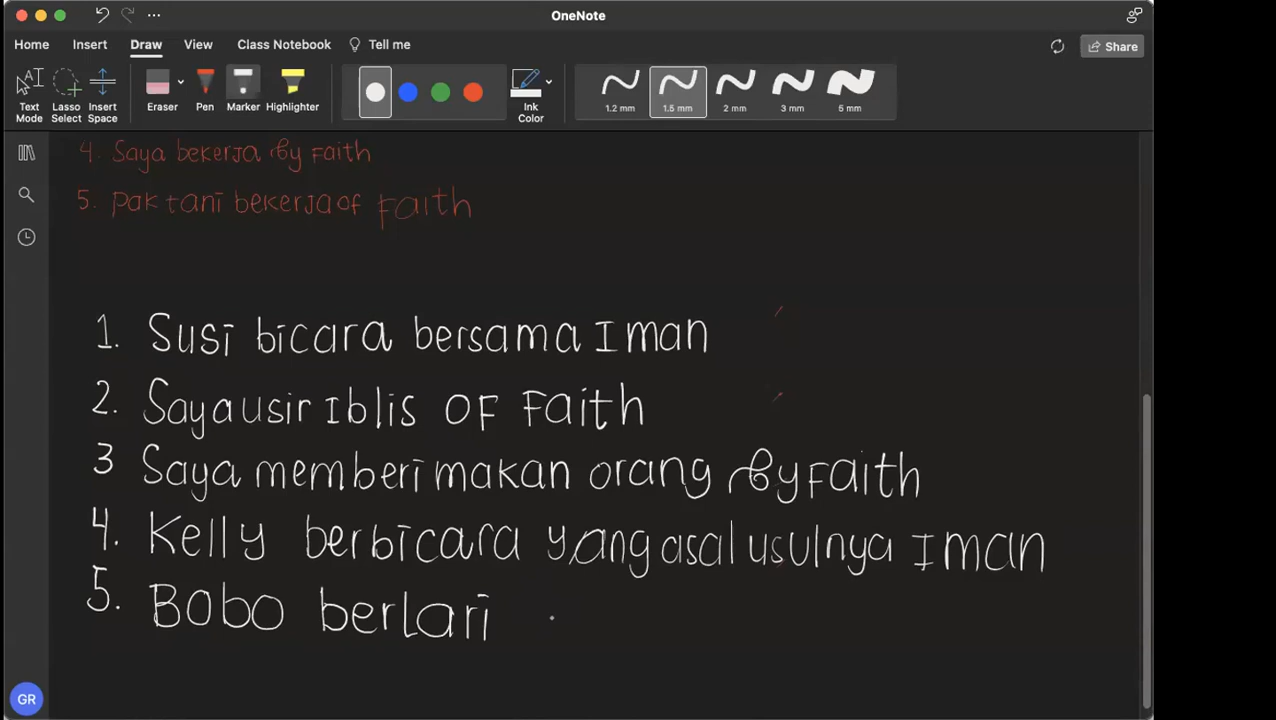 OneNote
Home Insert Draw View Class Notebook Tell me Share
Text Mode Lasso Select Insert Space Eraser Pen Marker Highlighter Ink Color 1.2 mm 1.5 mm 2 mm 3 mm 5 mm
4. Saya bekerja By Faith
5. Pak tani bekerja of Faith
1. Susi bicara bersama Iman
2. Saya usir Iblis OF Faith
3 Saya memberi makan orang By Faith
4. Kelly berbicara yang asal usulnya Iman
5. Bobo berlari
GR